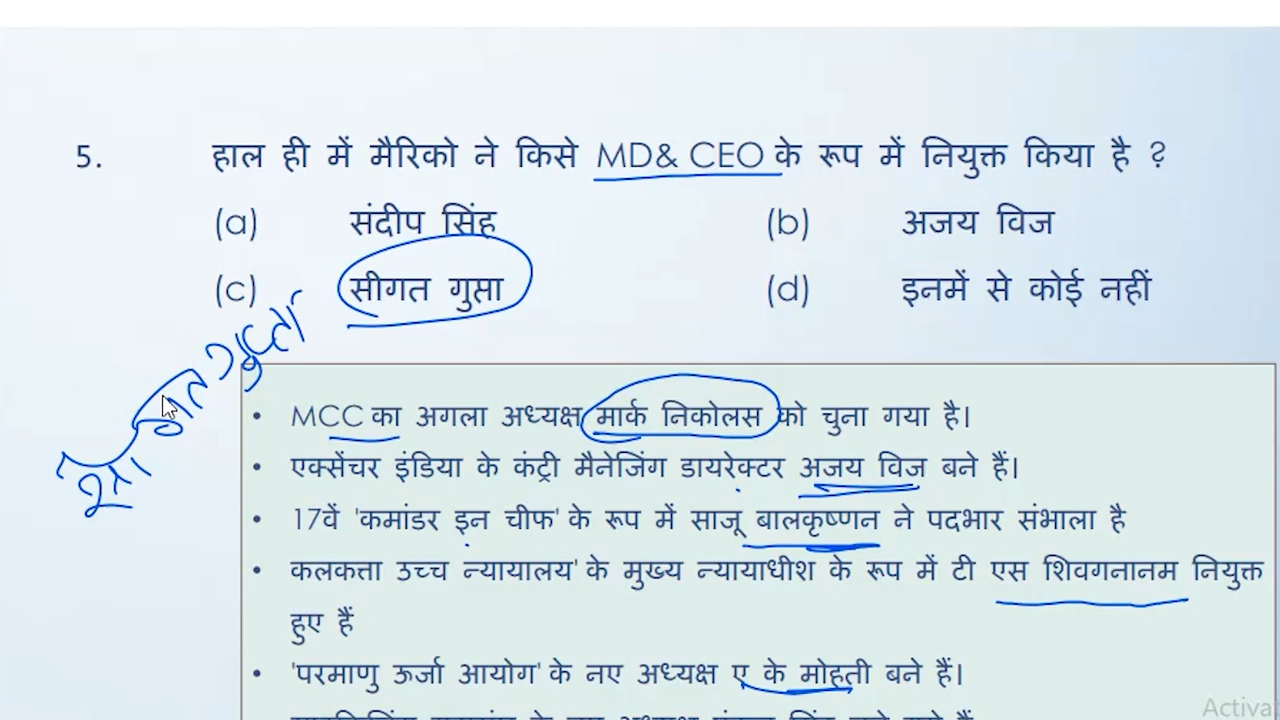 5. हाल ही में मैरिको ने किसे MD& CEO के रूप में नियुक्त किया है ?
(a) संदीप सिंह (b) अजय विज
(c) सीगत गुप्ता (d) इनमें से कोई नहीं
गुप्ता
• MCC का अगला अध्यक्ष मार्क निकोलस को चुना गया है।
• एक्सेंचर इंडिया के कंट्री मैनेजिंग डायरेक्टर अजय विज बने हैं।
• 17वें 'कमांडर इन चीफ' के रूप में साजू बालकृष्णन ने पदभार संभाला है
• कलकत्ता उच्च न्यायालय' के मुख्य न्यायाधीश के रूप में टी एस शिवगनानम नियुक्त
हुए हैं
• 'परमाणु ऊर्जा आयोग' के नए अध्यक्ष ए के मोहती बने हैं।
Activa